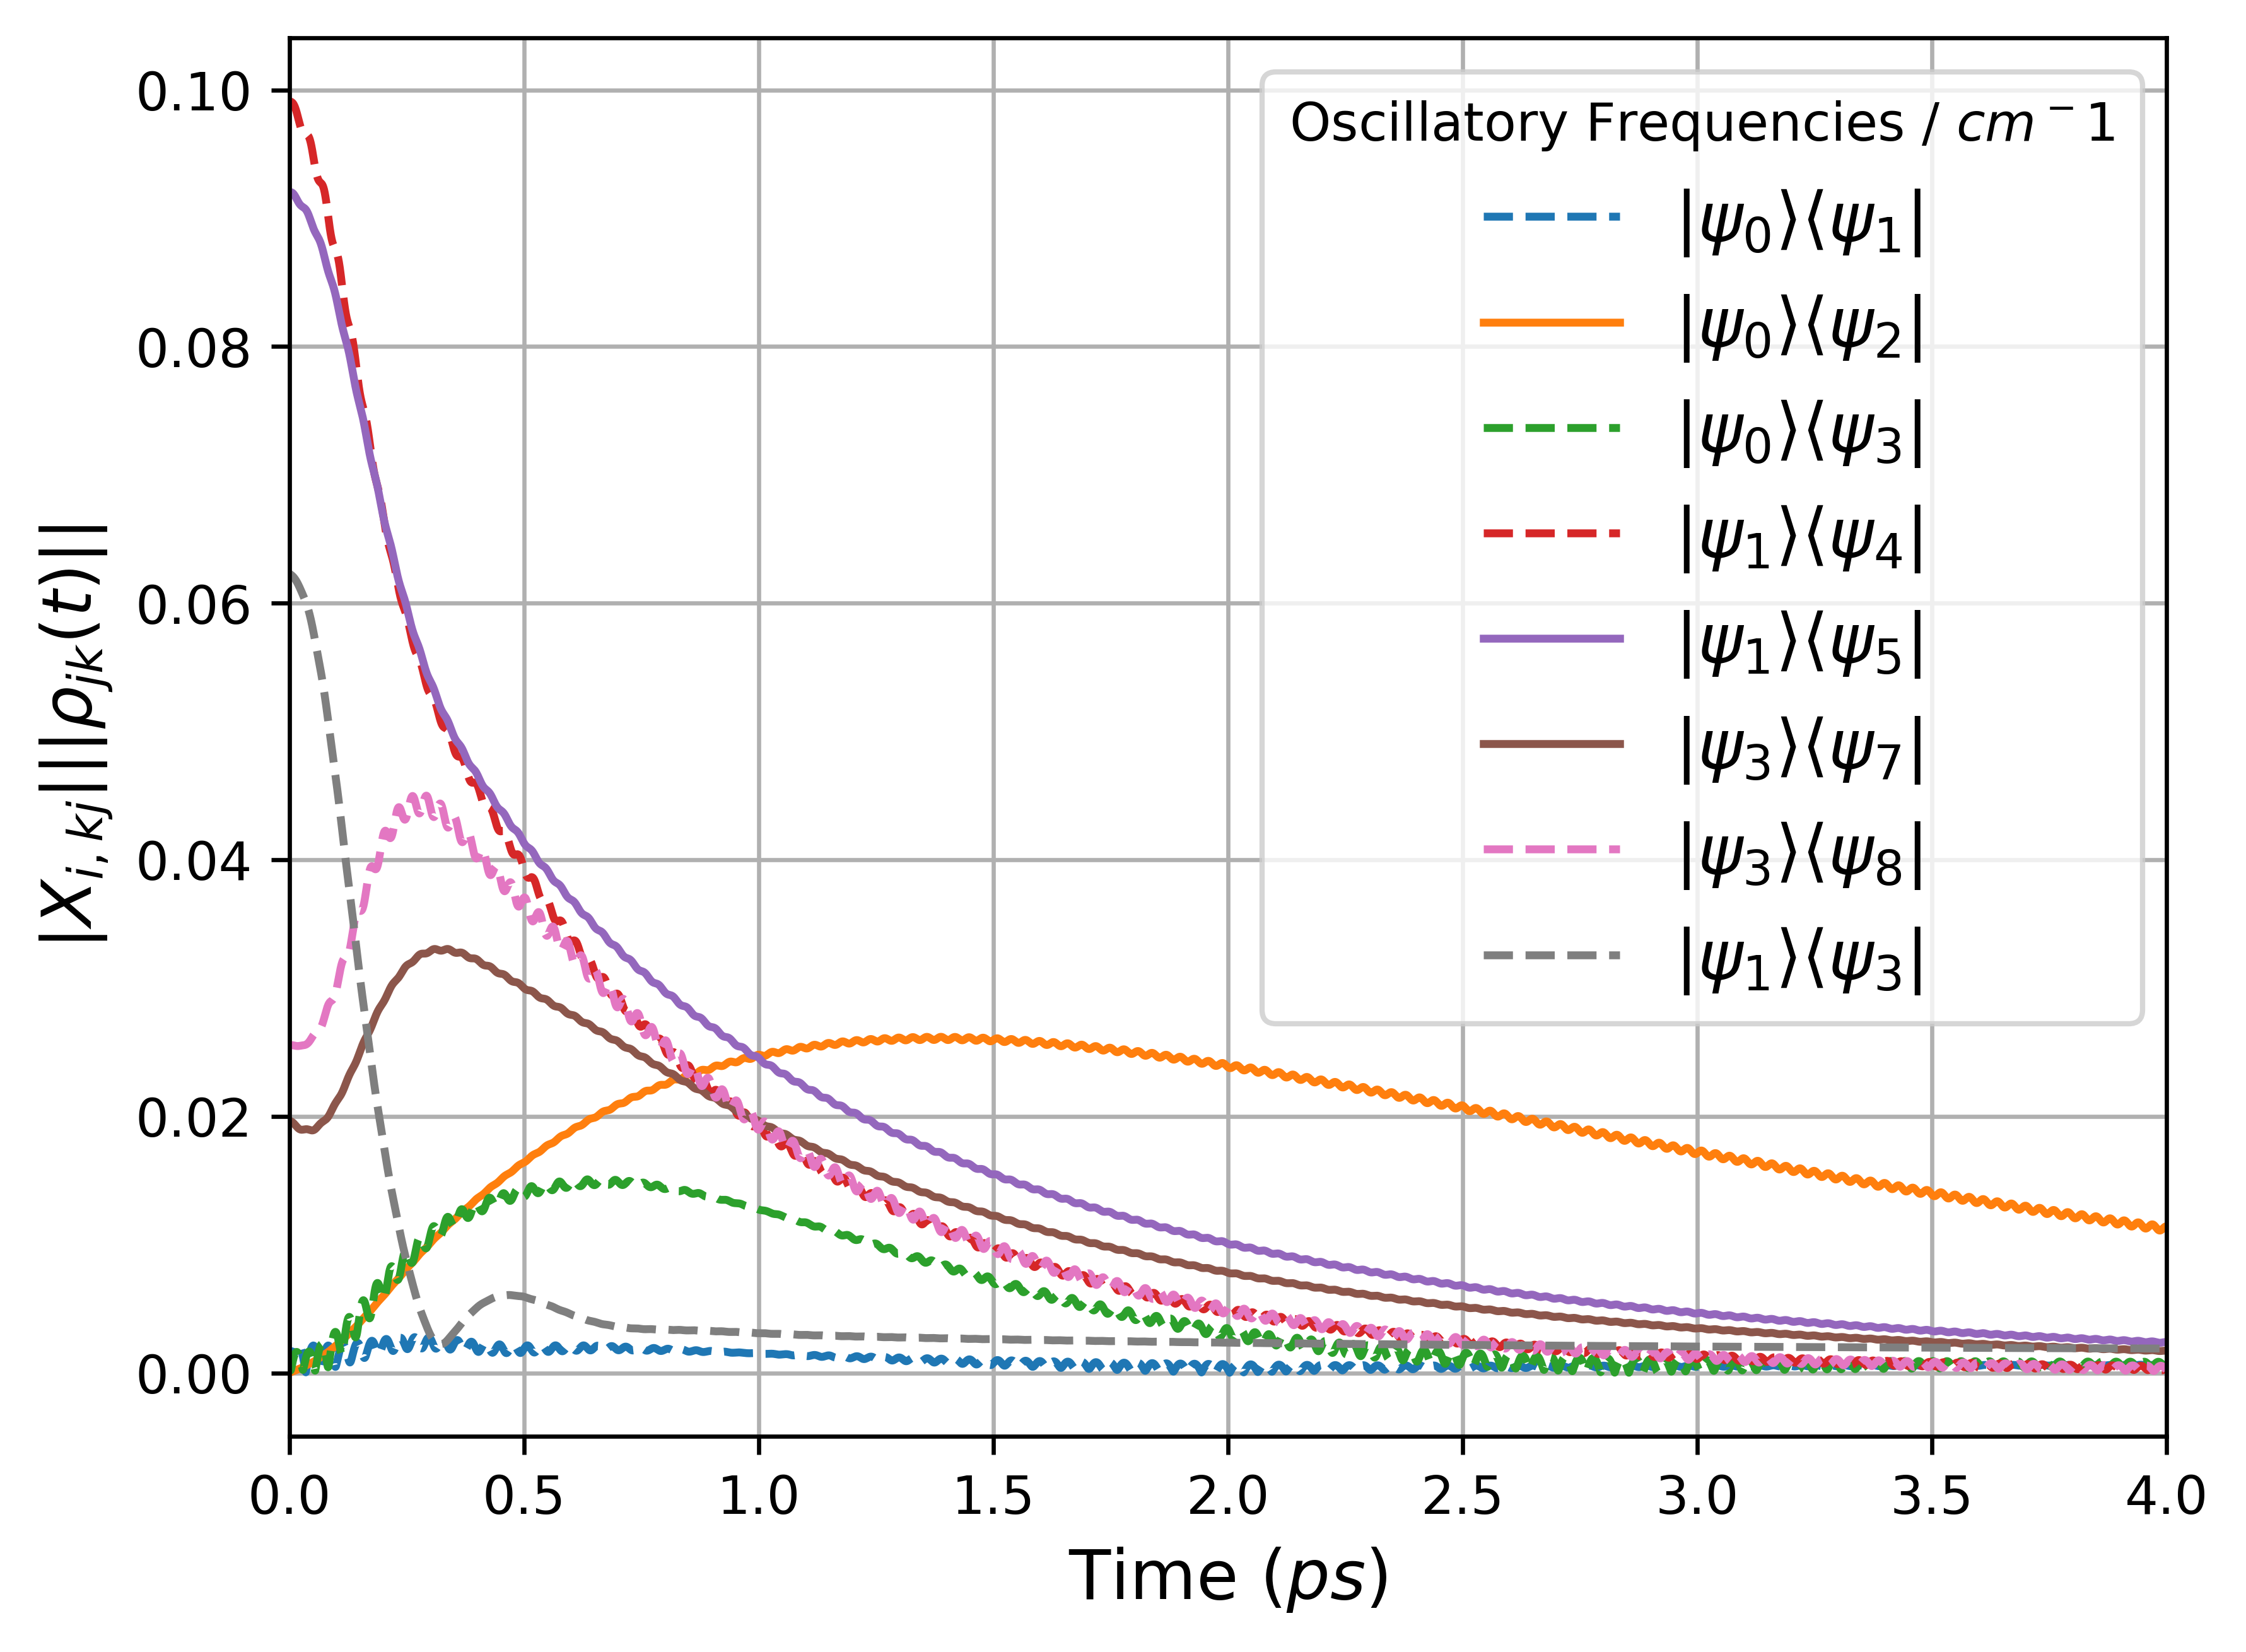 0.10
0.08
0.06
0.04
0.02
0.00
|X_{i,kj}|||ρ_{jk}(t)||
0.0 0.5 1.0 1.5 2.0 2.5 3.0 3.5 4.0
Time (ps)
Oscillatory Frequencies / cm⁻1
|ψ₀⟩⟨ψ₁|
|ψ₀⟩⟨ψ₂|
|ψ₀⟩⟨ψ₃|
|ψ₁⟩⟨ψ₄|
|ψ₁⟩⟨ψ₅|
|ψ₃⟩⟨ψ₇|
|ψ₃⟩⟨ψ₈|
|ψ₁⟩⟨ψ₃|